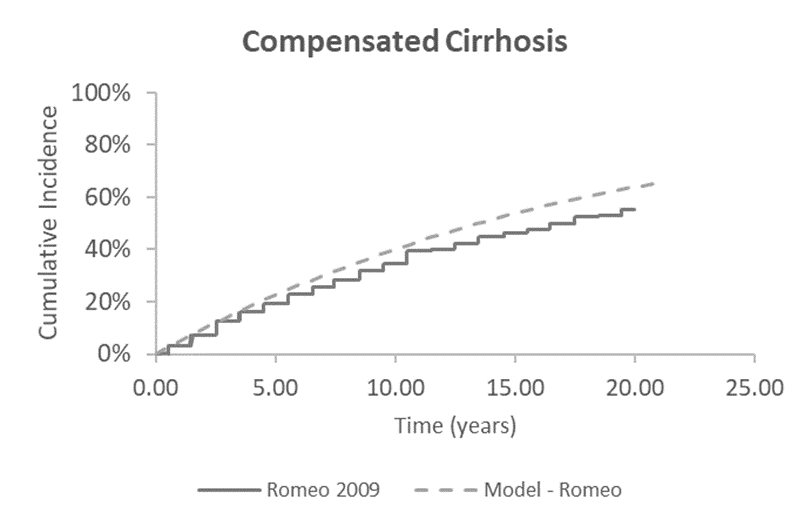 Compensated Cirrhosis
Cumulative Incidence
100%
80%
60%
40%
20%
0%
0.00 5.00 10.00 15.00 20.00 25.00
Time (years)
Romeo 2009 Model - Romeo